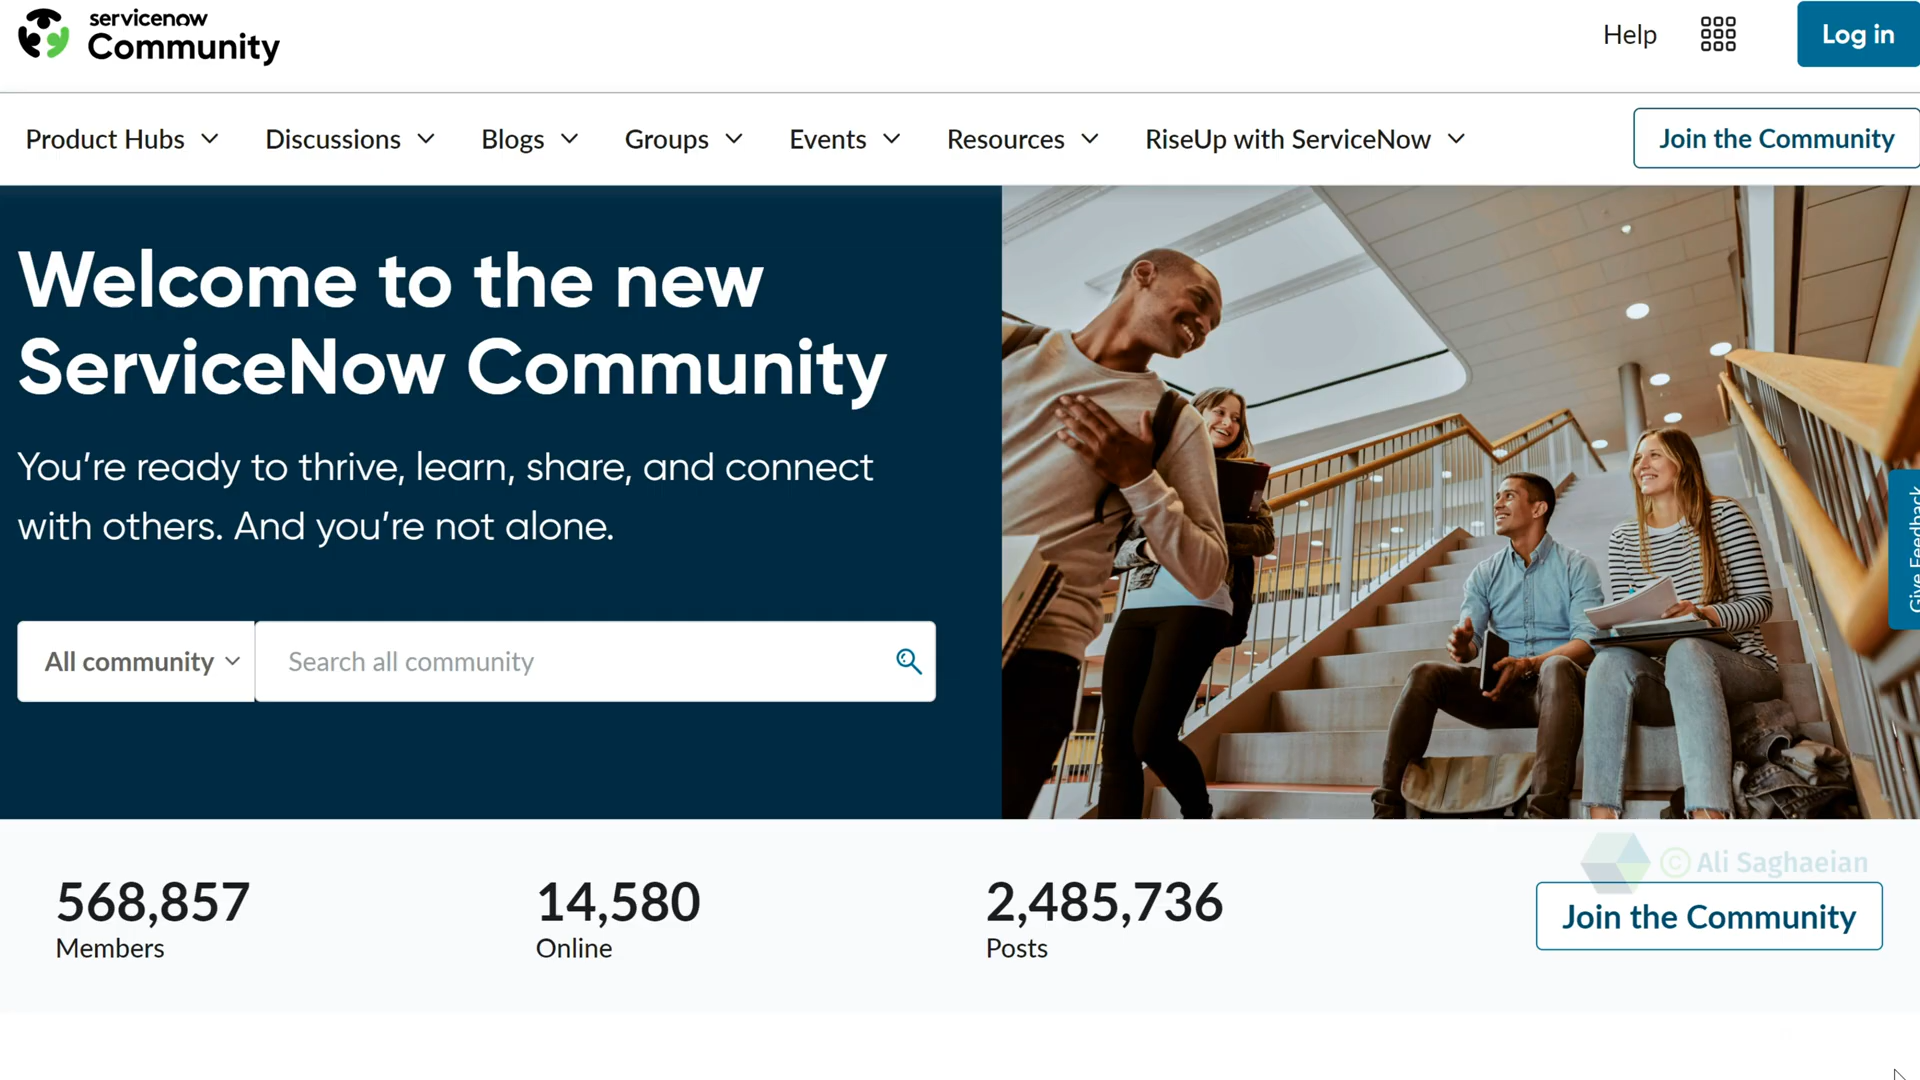 servicenow
Community
Help
Log in
Product Hubs
Discussions
Blogs
Groups
Events
Resources
RiseUp with ServiceNow
Join the Community
Welcome to the new
ServiceNow Community
You’re ready to thrive, learn, share, and connect
with others. And you’re not alone.
All community
Search all community
Give Feedback
568,857
Members
14,580
Online
2,485,736
Posts
© Ali Saghaeian
Join the Community